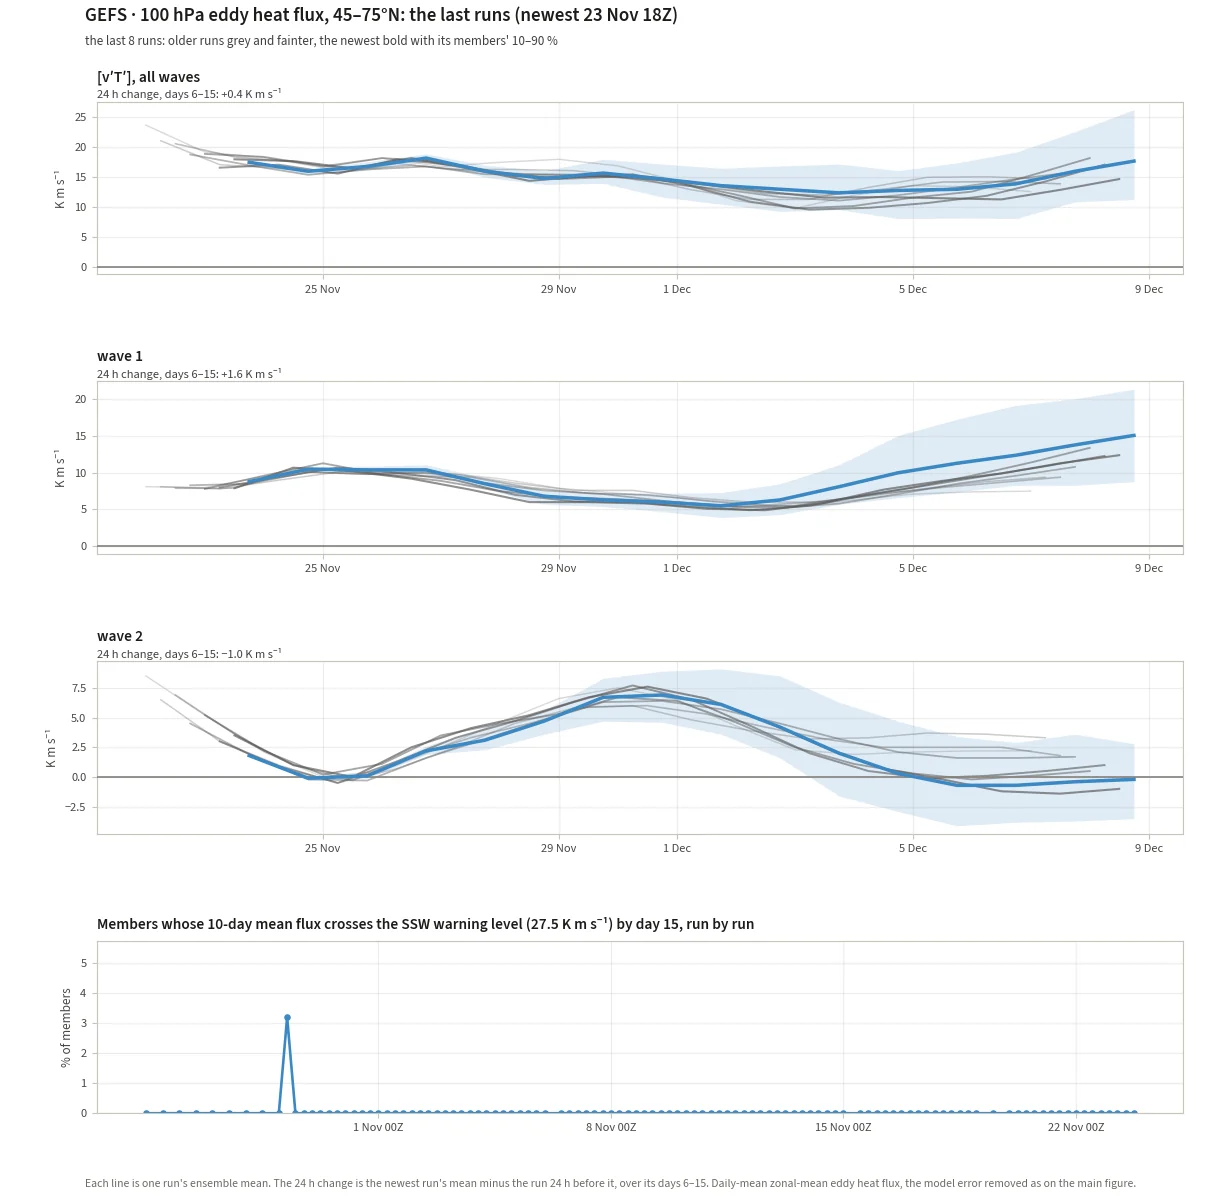 GEFS · 100 hPa eddy heat flux, 45–75°N: the last runs (newest 23 Nov 18Z)
the last 8 runs: older runs grey and fainter, the newest bold with its members' 10–90 %
[v′T′], all waves
24 h change, days 6–15: +0.4 K m s⁻¹
25
20
15
10
5
0
K m s⁻¹
25 Nov
29 Nov
1 Dec
5 Dec
9 Dec
wave 1
24 h change, days 6–15: +1.6 K m s⁻¹
20
15
10
5
0
K m s⁻¹
25 Nov
29 Nov
1 Dec
5 Dec
9 Dec
wave 2
24 h change, days 6–15: −1.0 K m s⁻¹
7.5
5.0
2.5
0.0
−2.5
K m s⁻¹
25 Nov
29 Nov
1 Dec
5 Dec
9 Dec
Members whose 10-day mean flux crosses the SSW warning level (27.5 K m s⁻¹) by day 15, run by run
5
4
3
2
1
0
% of members
1 Nov 00Z
8 Nov 00Z
15 Nov 00Z
22 Nov 00Z
Each line is one run's ensemble mean. The 24 h change is the newest run's mean minus the run 24 h before it, over its days 6–15. Daily-mean zonal-mean eddy heat flux, the model error removed as on the main figure.